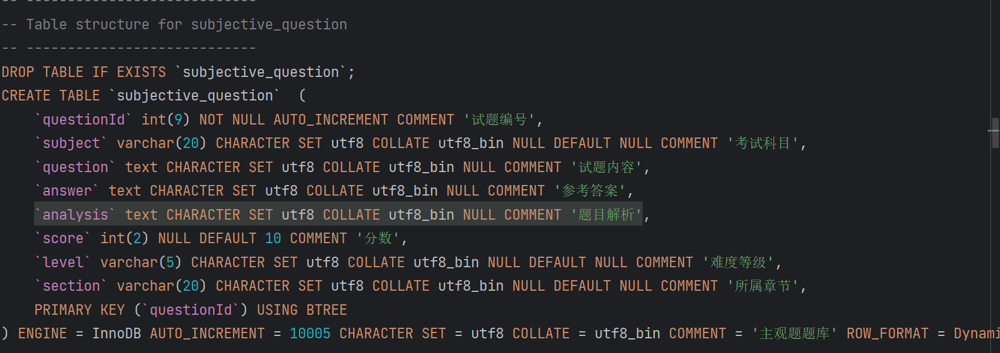 -- ----------------------------
-- Table structure for subjective_question
-- ----------------------------
DROP TABLE IF EXISTS `subjective_question`;
CREATE TABLE `subjective_question`  (
    `questionId` int(9) NOT NULL AUTO_INCREMENT COMMENT '试题编号',
    `subject` varchar(20) CHARACTER SET utf8 COLLATE utf8_bin NULL DEFAULT NULL COMMENT '考试科目',
    `question` text CHARACTER SET utf8 COLLATE utf8_bin NULL COMMENT '试题内容',
    `answer` text CHARACTER SET utf8 COLLATE utf8_bin NULL COMMENT '参考答案',
    `analysis` text CHARACTER SET utf8 COLLATE utf8_bin NULL COMMENT '题目解析',
    `score` int(2) NULL DEFAULT 10 COMMENT '分数',
    `level` varchar(5) CHARACTER SET utf8 COLLATE utf8_bin NULL DEFAULT NULL COMMENT '难度等级',
    `section` varchar(20) CHARACTER SET utf8 COLLATE utf8_bin NULL DEFAULT NULL COMMENT '所属章节',
    PRIMARY KEY (`questionId`) USING BTREE
) ENGINE = InnoDB AUTO_INCREMENT = 10005 CHARACTER SET = utf8 COLLATE = utf8_bin COMMENT = '主观题题库' ROW_FORMAT = Dynami